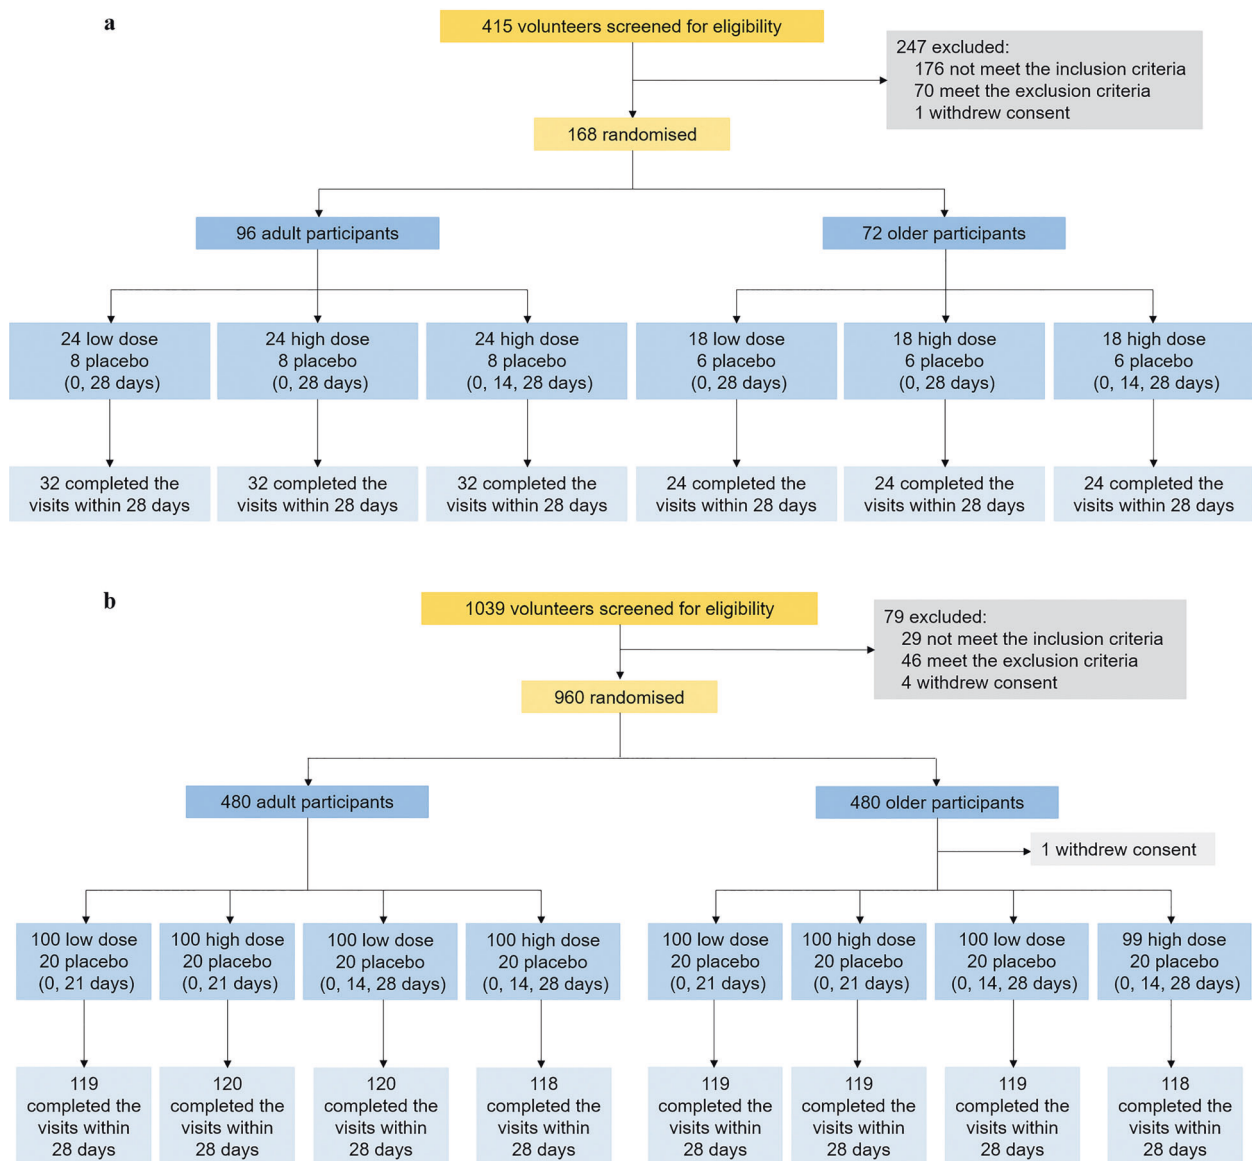 a
415 volunteers screened for eligibility
247 excluded:
176 not meet the inclusion criteria
70 meet the exclusion criteria
1 withdrew consent
168 randomised
96 adult participants
72 older participants
24 low dose
8 placebo
(0, 28 days)
24 high dose
8 placebo
(0, 28 days)
24 high dose
8 placebo
(0, 14, 28 days)
18 low dose
6 placebo
(0, 28 days)
18 high dose
6 placebo
(0, 28 days)
18 high dose
6 placebo
(0, 14, 28 days)
32 completed the
visits within 28 days
32 completed the
visits within 28 days
32 completed the
visits within 28 days
24 completed the
visits within 28 days
24 completed the
visits within 28 days
24 completed the
visits within 28 days
b
1039 volunteers screened for eligibility
79 excluded:
29 not meet the inclusion criteria
46 meet the exclusion criteria
4 withdrew consent
960 randomised
480 adult participants
480 older participants
1 withdrew consent
100 low dose
20 placebo
(0, 21 days)
100 high dose
20 placebo
(0, 21 days)
100 low dose
20 placebo
(0, 14, 28 days)
100 high dose
20 placebo
(0, 14, 28 days)
100 low dose
20 placebo
(0, 21 days)
100 high dose
20 placebo
(0, 21 days)
100 low dose
20 placebo
(0, 14, 28 days)
99 high dose
20 placebo
(0, 14, 28 days)
119
completed the
visits within
28 days
120
completed the
visits within
28 days
120
completed the
visits within
28 days
118
completed the
visits within
28 days
119
completed the
visits within
28 days
119
completed the
visits within
28 days
119
completed the
visits within
28 days
118
completed the
visits within
28 days